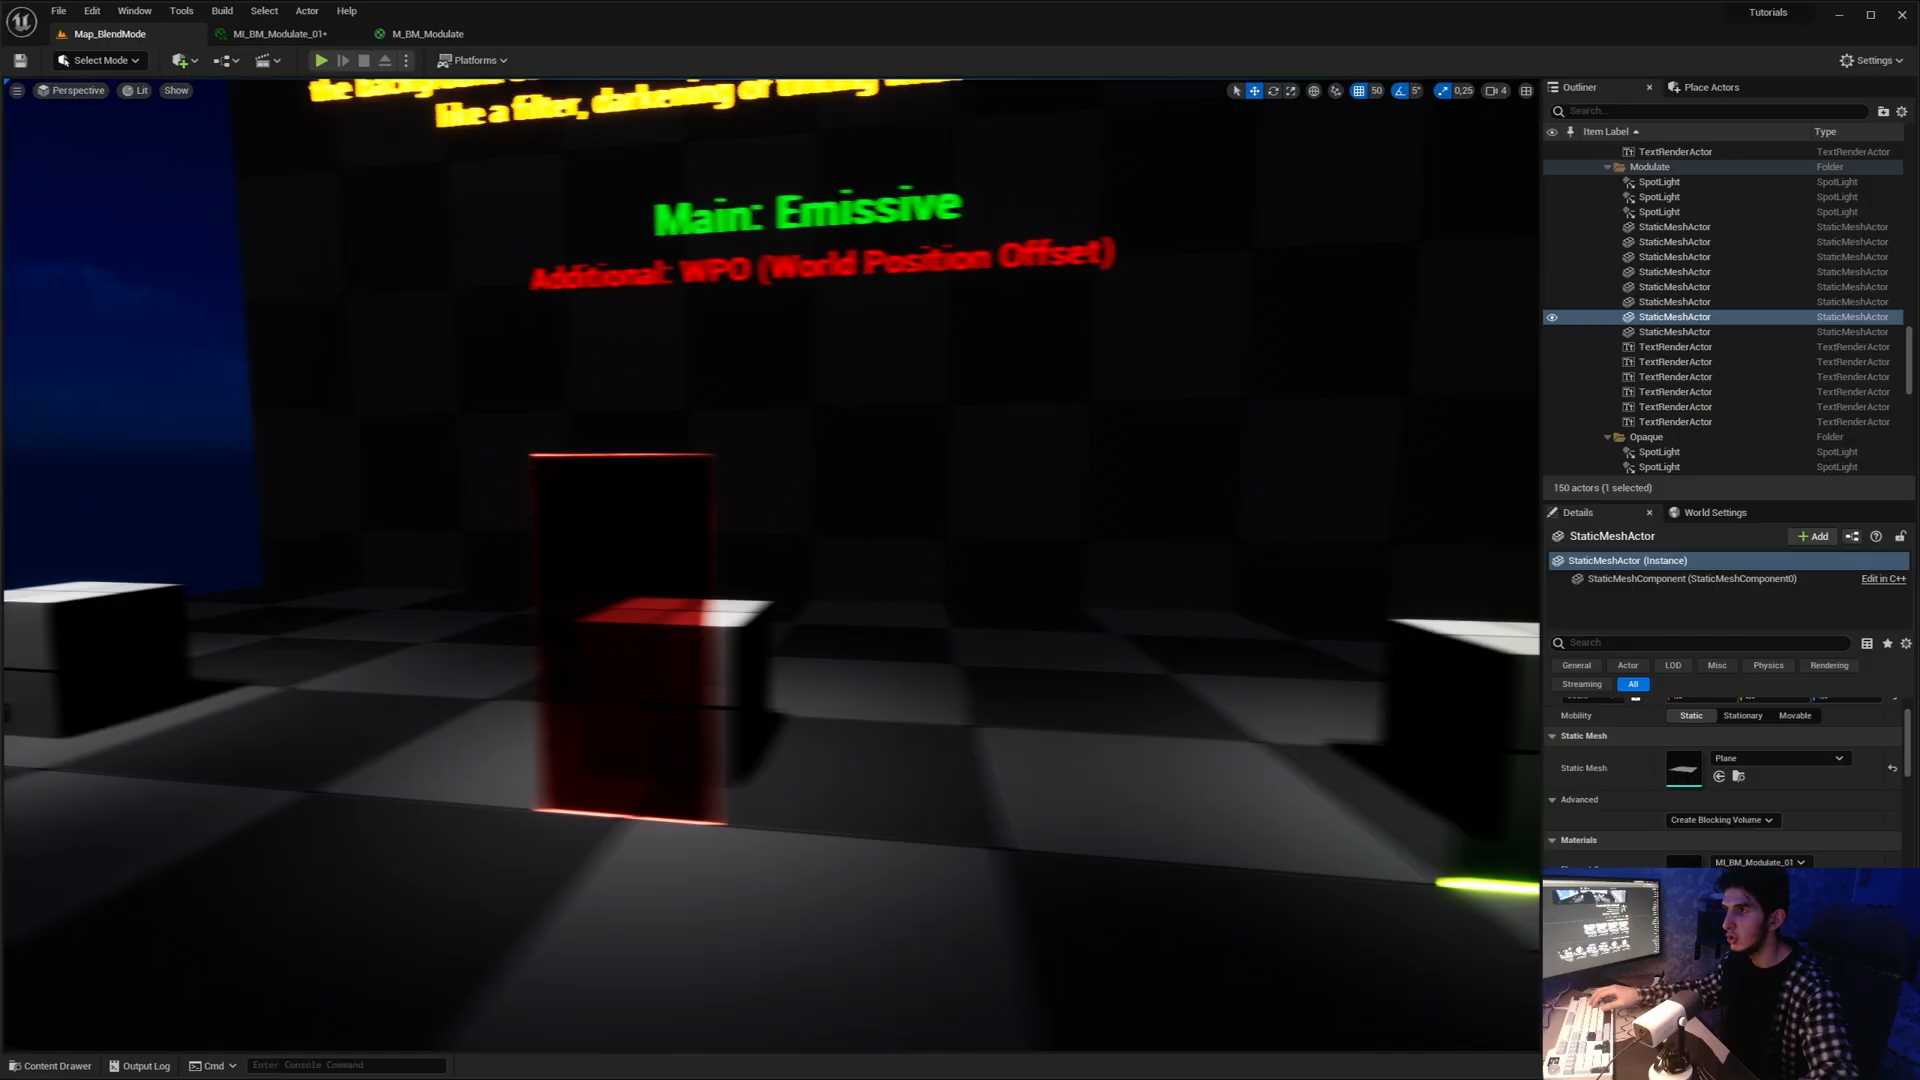 File Edit Window Tools Build Select Actor Help
Tutorials
Map_BlendMode
MI_BM_Modulate_01*
M_BM_Modulate
Select Mode
Platforms
Settings
Perspective
Lit
Show
50
5°
0,25
4
like a filter, darkening or
Main: Emissive
Additional: WPO (World Position Offset)
Outliner
Place Actors
Search...
Item Label
Type
TextRenderActor TextRenderActor
Modulate Folder
SpotLight SpotLight
SpotLight SpotLight
SpotLight SpotLight
StaticMeshActor StaticMeshActor
StaticMeshActor StaticMeshActor
StaticMeshActor StaticMeshActor
StaticMeshActor StaticMeshActor
StaticMeshActor StaticMeshActor
StaticMeshActor StaticMeshActor
StaticMeshActor StaticMeshActor
StaticMeshActor StaticMeshActor
TextRenderActor TextRenderActor
TextRenderActor TextRenderActor
TextRenderActor TextRenderActor
TextRenderActor TextRenderActor
TextRenderActor TextRenderActor
TextRenderActor TextRenderActor
Opaque Folder
SpotLight SpotLight
SpotLight SpotLight
150 actors (1 selected)
Details
World Settings
StaticMeshActor
Add
StaticMeshActor (Instance)
StaticMeshComponent (StaticMeshComponent0)
Edit in C++
Search
General Actor LOD Misc Physics Rendering
Streaming All
Mobility Static Stationary Movable
Static Mesh
Static Mesh
Plane
Advanced
Create Blocking Volume
Materials
MI_BM_Modulate_01
Content Drawer
Output Log
Cmd
Enter Console Command